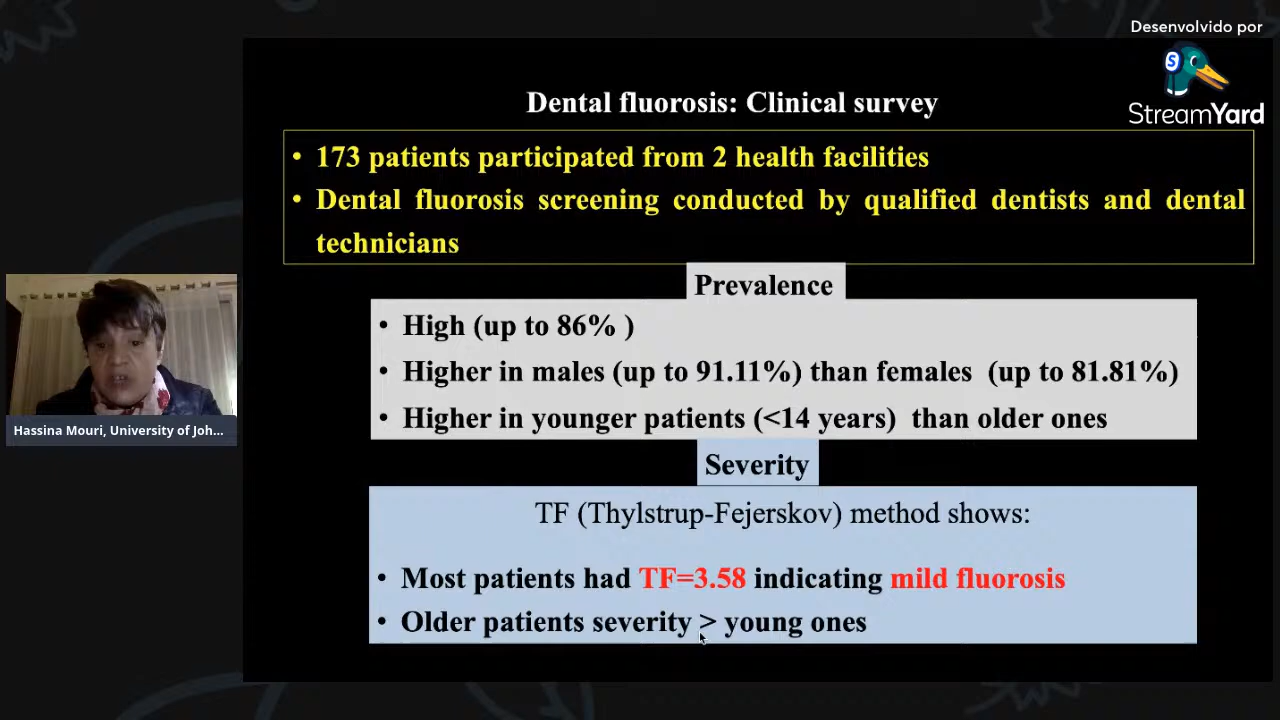 Desenvolvido por
StreamYard
Dental fluorosis: Clinical survey
• 173 patients participated from 2 health facilities
• Dental fluorosis screening conducted by qualified dentists and dental
technicians
Prevalence
• High (up to 86% )
• Higher in males (up to 91.11%) than females (up to 81.81%)
• Higher in younger patients (<14 years) than older ones
Severity
TF (Thylstrup-Fejerskov) method shows:
• Most patients had TF=3.58 indicating mild fluorosis
• Older patients severity > young ones
Hassina Mouri, University of Joh...